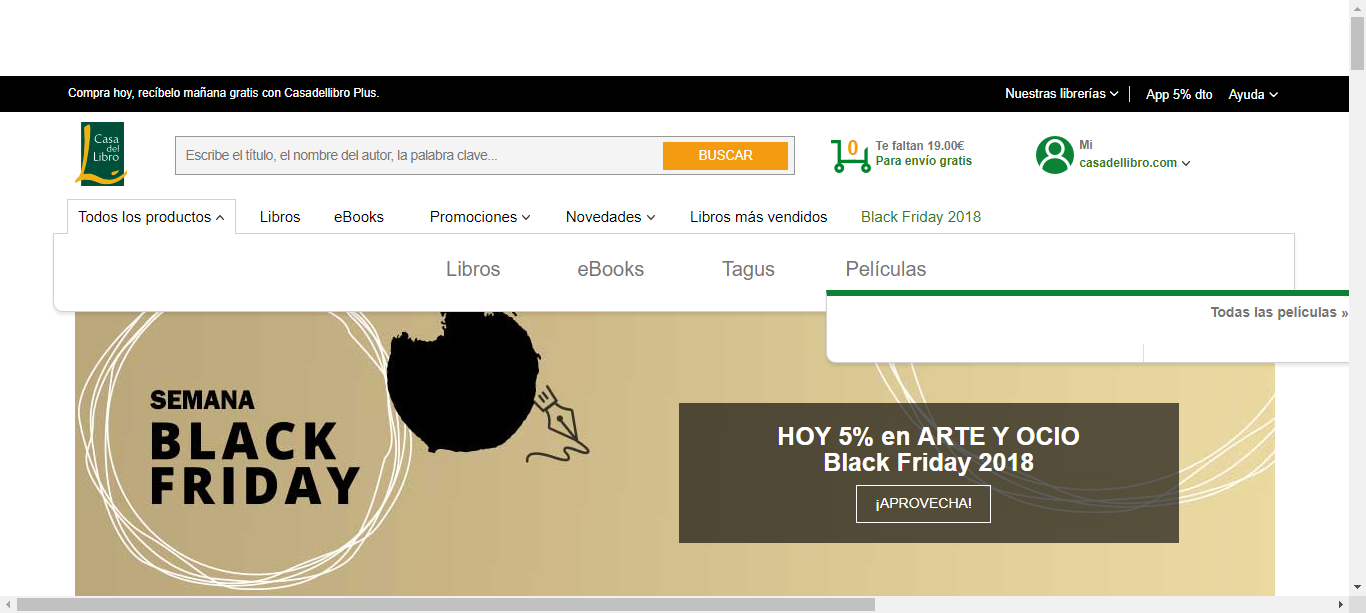 Compra hoy, recíbelo mañana gratis con Casadellibro Plus.
Nuestras librerías
App 5% dto
Ayuda
Casa
del
Libro
Escribe el título, el nombre del autor, la palabra clave...
BUSCAR
0
Te faltan 19.00€
Para envío gratis
Mi
casadellibro.com
Todos los productos
Libros
eBooks
Promociones
Novedades
Libros más vendidos
Black Friday 2018
Libros
eBooks
Tagus
Películas
Todas las películas »
SEMANA
BLACK
FRIDAY
HOY 5% en ARTE Y OCIO
Black Friday 2018
¡APROVECHA!